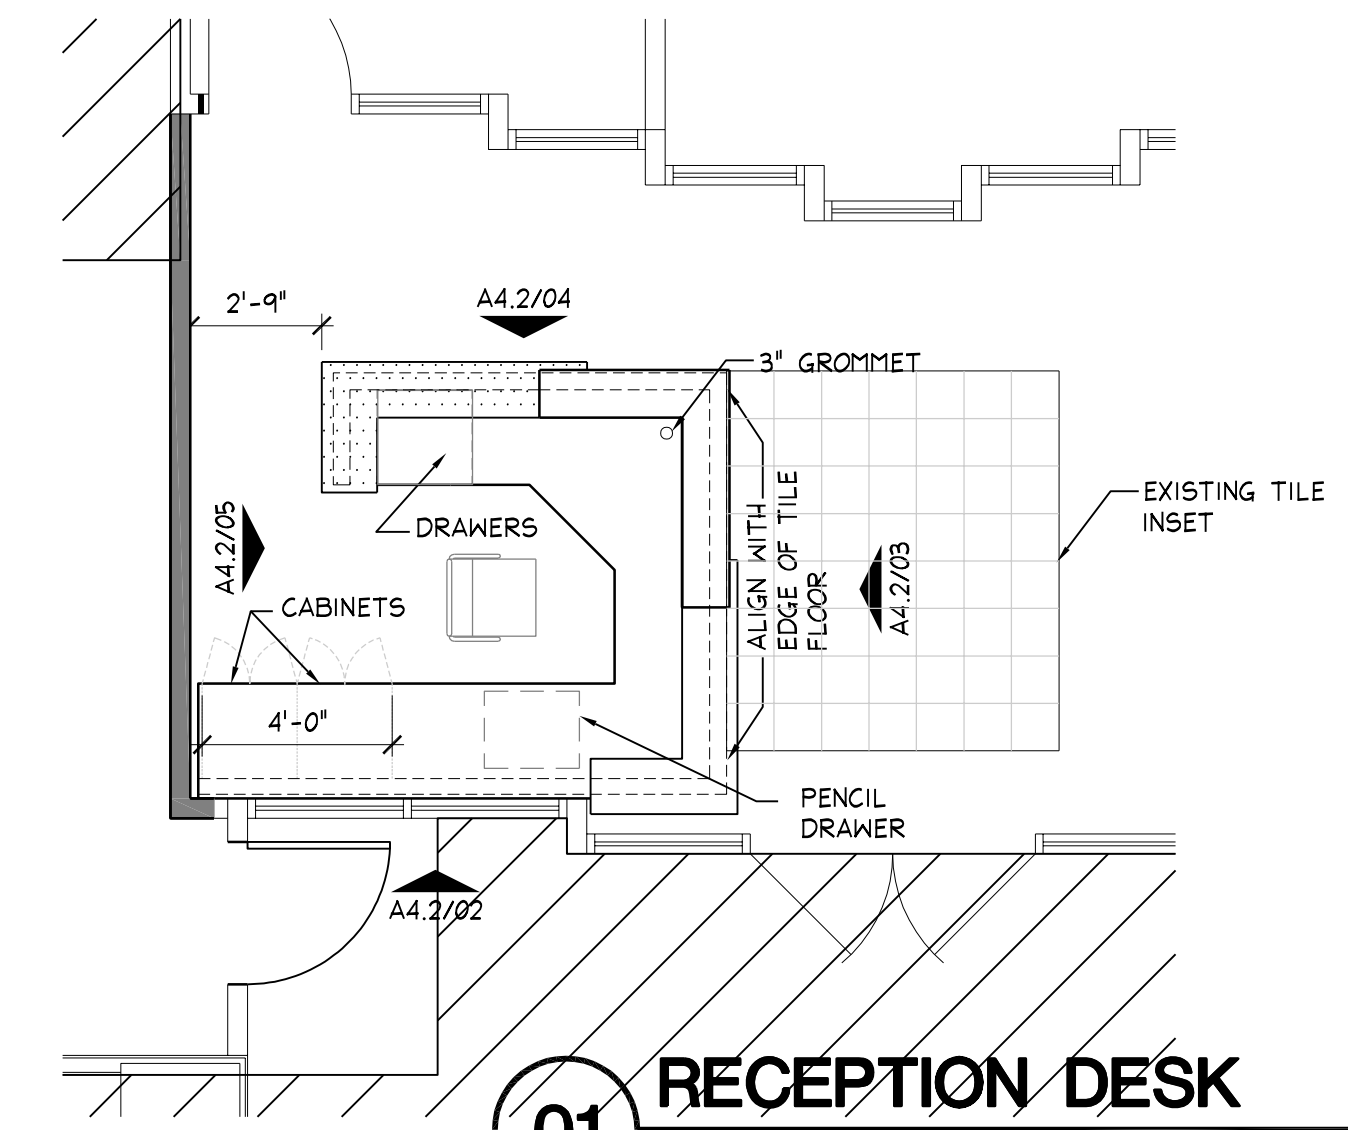 2'-9"
A4.2/04
3" GROMMET
EXISTING TILE
INSET
DRAWERS
A4.2/05
CABINETS
ALIGN WITH
EDGE OF TILE
FLOOR
A4.2/03
4'-0"
PENCIL
DRAWER
A4.2/02
01
RECEPTION DESK